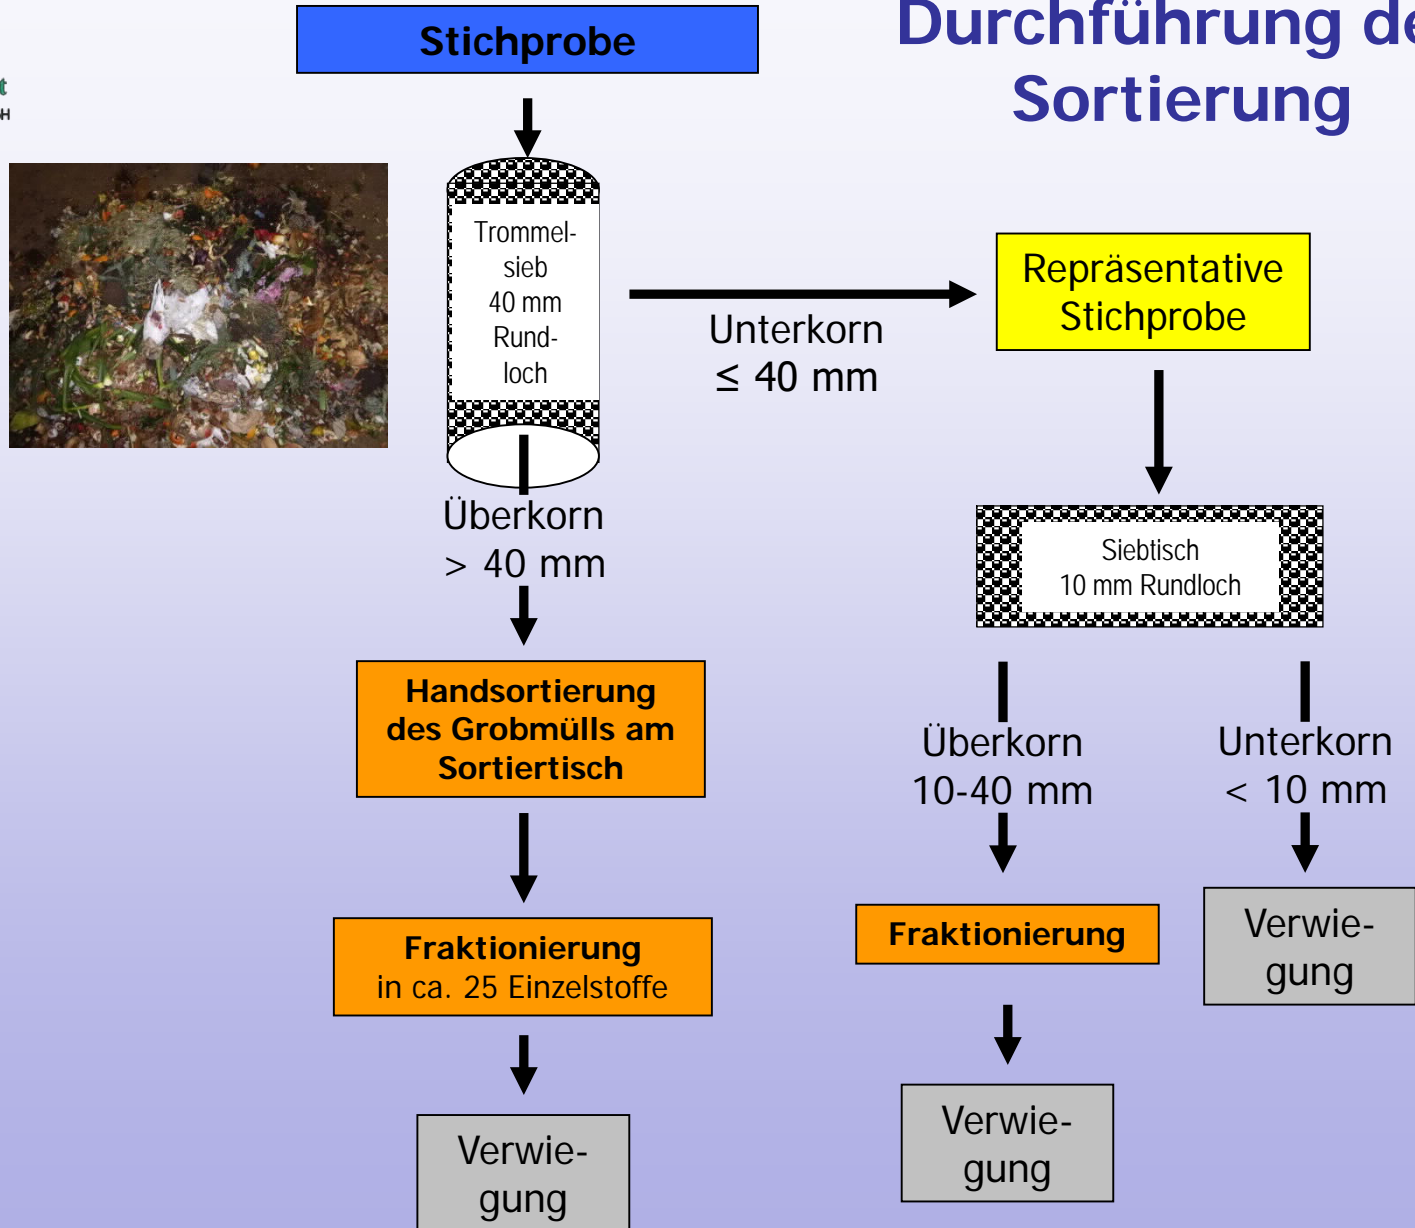 Stichprobe
Durchführung de
Sortierung
t
H
Trommel-
sieb
40 mm
Rund-
loch
Unterkorn
≤ 40 mm
Repräsentative
Stichprobe
Überkorn
> 40 mm
Siebtisch
10 mm Rundloch
Handsortierung
des Grobmülls am
Sortiertisch
Überkorn
10-40 mm
Unterkorn
< 10 mm
Fraktionierung
in ca. 25 Einzelstoffe
Fraktionierung
Verwie-
gung
Verwie-
gung
Verwie-
gung